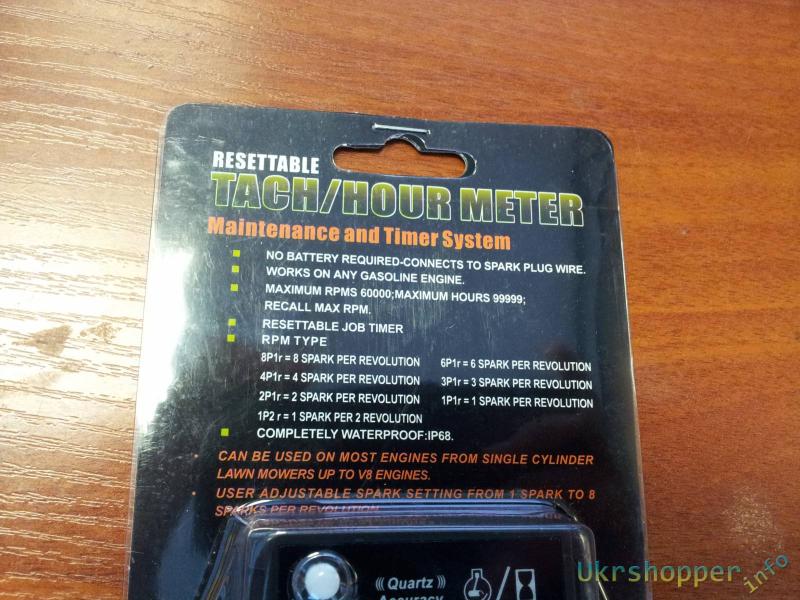 RESETTABLE
TACH/HOUR METER
Maintenance and Timer System
NO BATTERY REQUIRED-CONNECTS TO SPARK PLUG WIRE.
WORKS ON ANY GASOLINE ENGINE.
MAXIMUM RPMS 60000;MAXIMUM HOURS 99999;
RECALL MAX RPM.
RESETTABLE JOB TIMER
RPM TYPE
8P1r = 8 SPARK PER REVOLUTION 6P1r = 6 SPARK PER REVOLUTION
4P1r = 4 SPARK PER REVOLUTION 3P1r = 3 SPARK PER REVOLUTION
2P1r = 2 SPARK PER REVOLUTION 1P1r = 1 SPARK PER REVOLUTION
1P2 r = 1 SPARK PER 2 REVOLUTION
COMPLETELY WATERPROOF:IP68.
CAN BE USED ON MOST ENGINES FROM SINGLE CYLINDER
LAWN MOWERS UP TO V8 ENGINES.
USER ADJUSTABLE SPARK SETTING FROM 1 SPARK TO 8
SPARKS PER REVOLUTION
Quartz
Accuracy
Ukrshopper.info